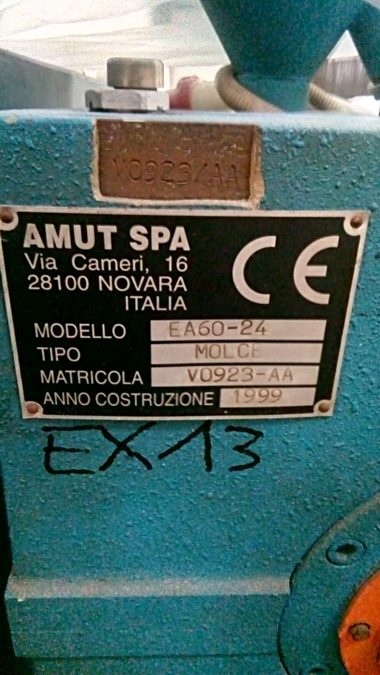 V0923/AA
AMUT SPA
Via Cameri, 16
28100 NOVARA
ITALIA
CE
MODELLO EA60-24
TIPO MOLCE
MATRICOLA V0923-AA
ANNO COSTRUZIONE 1999
EX13